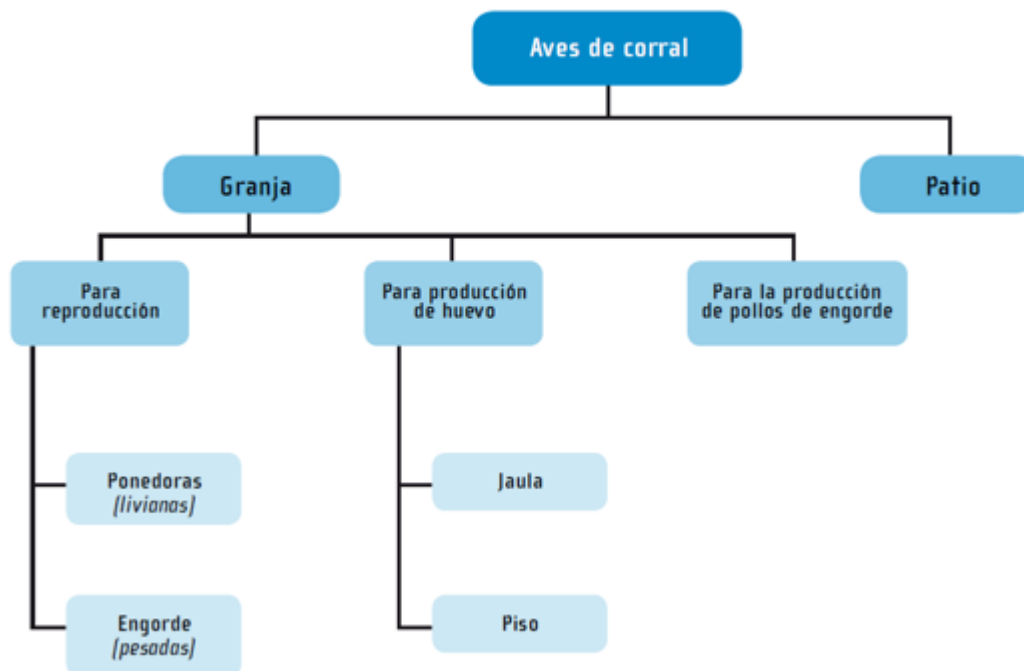 Aves de corral
Granja
Patio
Para
reproducción
Para producción
de huevo
Para la producción
de pollos de engorde
Ponedoras
(livianas)
Jaula
Engorde
(pesadas)
Piso